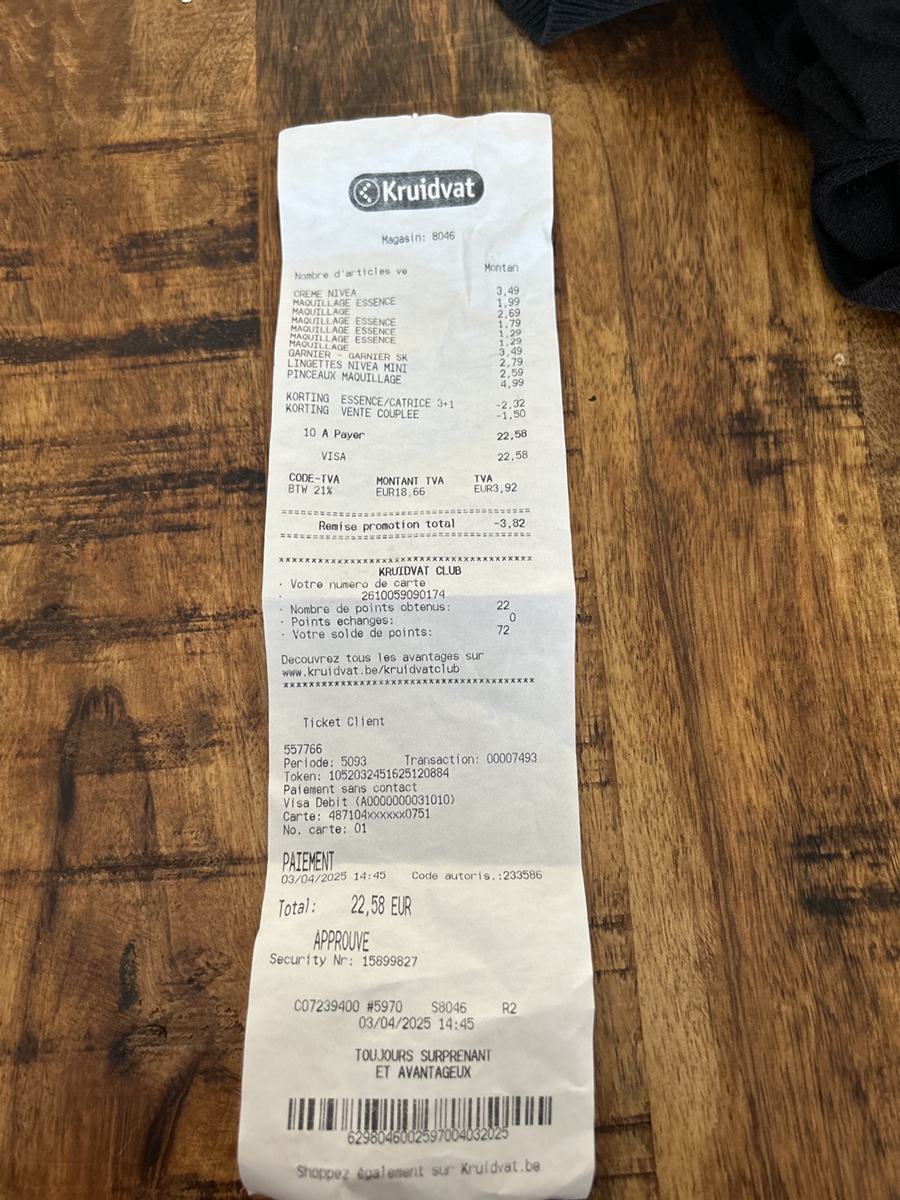 Kruidvat
Magasin: 8046
Nombre d'articles ve Montan
CREME NIVEA 3,49
MAQUILLAGE ESSENCE 1,99
MAQUILLAGE 2,69
MAQUILLAGE ESSENCE 1,79
MAQUILLAGE ESSENCE 1,29
MAQUILLAGE ESSENCE 1,29
MAQUILLAGE 3,49
GARNIER - GARNIER SK 2,79
LINGETTES NIVEA MINI 2,59
PINCEAUX MAQUILLAGE 4,99
KORTING ESSENCE/CATRICE 3+1 -2,32
KORTING VENTE COUPLEE -1,50
10 A Payer 22,58
VISA 22,58
CODE-TVA MONTANT TVA TVA
BTW 21% EUR18,66 EUR3,92
Remise promotion total -3,82
KRUIDVAT CLUB
· Votre numero de carte
· 2610059090174
· Nombre de points obtenus: 22
· Points echanges: 0
· Votre solde de points: 72
Decouvrez tous les avantages sur
www.kruidvat.be/kruidvatclub
Ticket Client
557766
Periode: 5093 Transaction: 00007493
Token: 1052032451625120884
Paiement sans contact
Visa Debit (A0000000031010)
Carte: 487104xxxxxx0751
No. carte: 01
PAIEMENT
03/04/2025 14:45 Code autoris.:233586
Total: 22,58 EUR
APPROUVE
Security Nr: 15899827
C07239400 #5970 S8046 R2
03/04/2025 14:45
TOUJOURS SURPRENANT
ET AVANTAGEUX
6298046002597004032025
Shoppez également sur Kruidvat.be